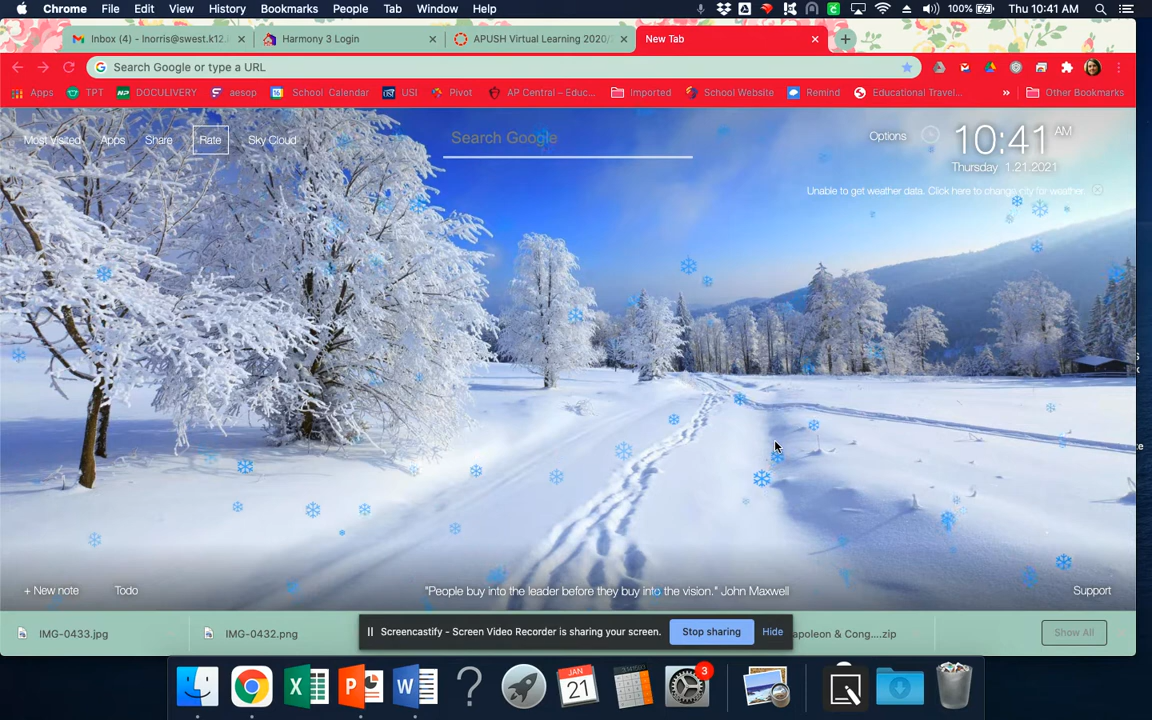 Chrome File Edit View History Bookmarks People Tab Window Help 100% Thu 10:41 AM
Inbox (4) - lnorris@swest.k12. Harmony 3 Login APUSH Virtual Learning 2020/ New Tab
Search Google or type a URL
Apps TPT DOCULIVERY aesop School Calendar USI Pivot AP Central – Educ... Imported School Website Remind Educational Travel... » Other Bookmarks
Most Visited Apps Share Rate Sky Cloud Search Google Options 10:41 AM
Thursday 1.21.2021
Unable to get weather data. Click here to change city for weather
+ New note Todo "People buy into the leader before they buy into the vision." John Maxwell Support
IMG-0433.jpg IMG-0432.png Screencastify - Screen Video Recorder is sharing your screen. Stop sharing Hide apoleon & Cong....zip Show All
JAN 21 3